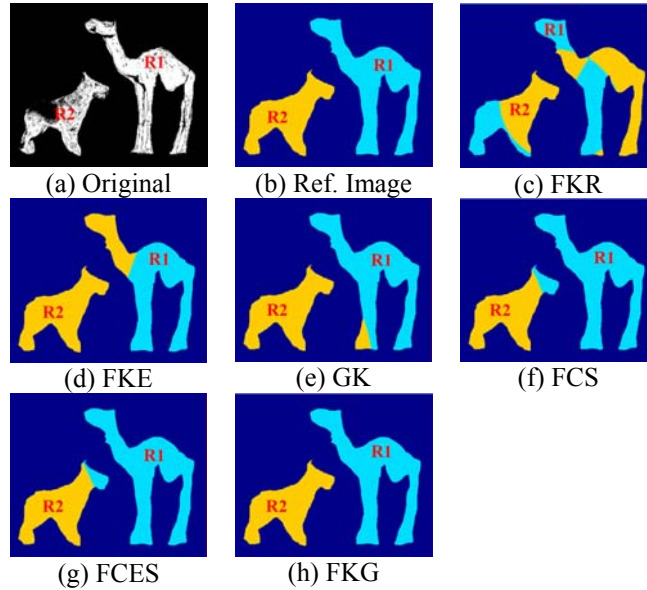 R1
R2
(a) Original
R1
R2
(b) Ref. Image
R1
R2
(c) FKR
R1
R2
(d) FKE
R1
R2
(e) GK
R1
R2
(f) FCS
R1
R2
(g) FCES
R1
R2
(h) FKG